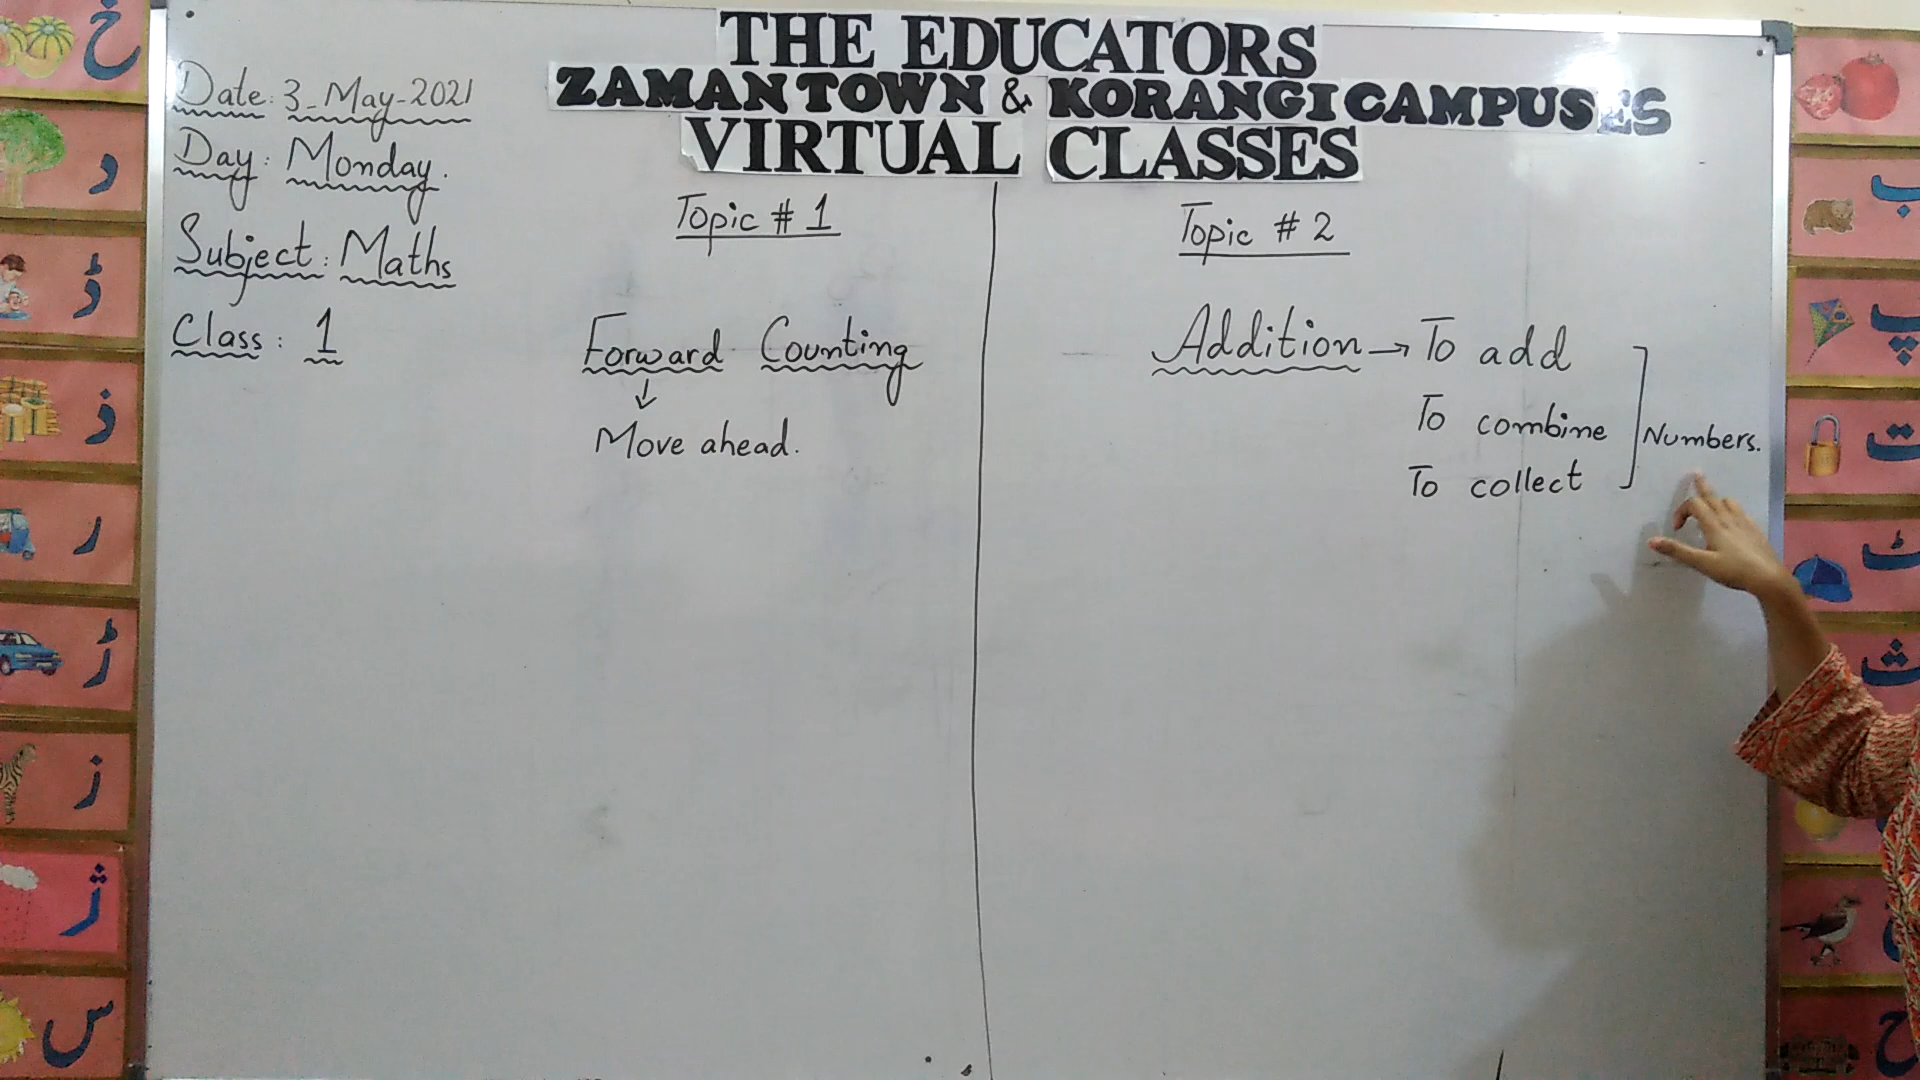 THE EDUCATORS
ZAMAN TOWN & KORANGI CAMPUSES
VIRTUAL CLASSES
Date: 3-May-2021
Day: Monday.
Subject: Maths
Class: 1
Topic # 1
Forward Counting
↓
Move ahead.
Topic # 2
Addition → To add
To combine
To collect
Numbers.
خ
د
ڈ
ذ
ر
ڑ
ز
ژ
س
ب
پ
ت
ٹ
ث
ح